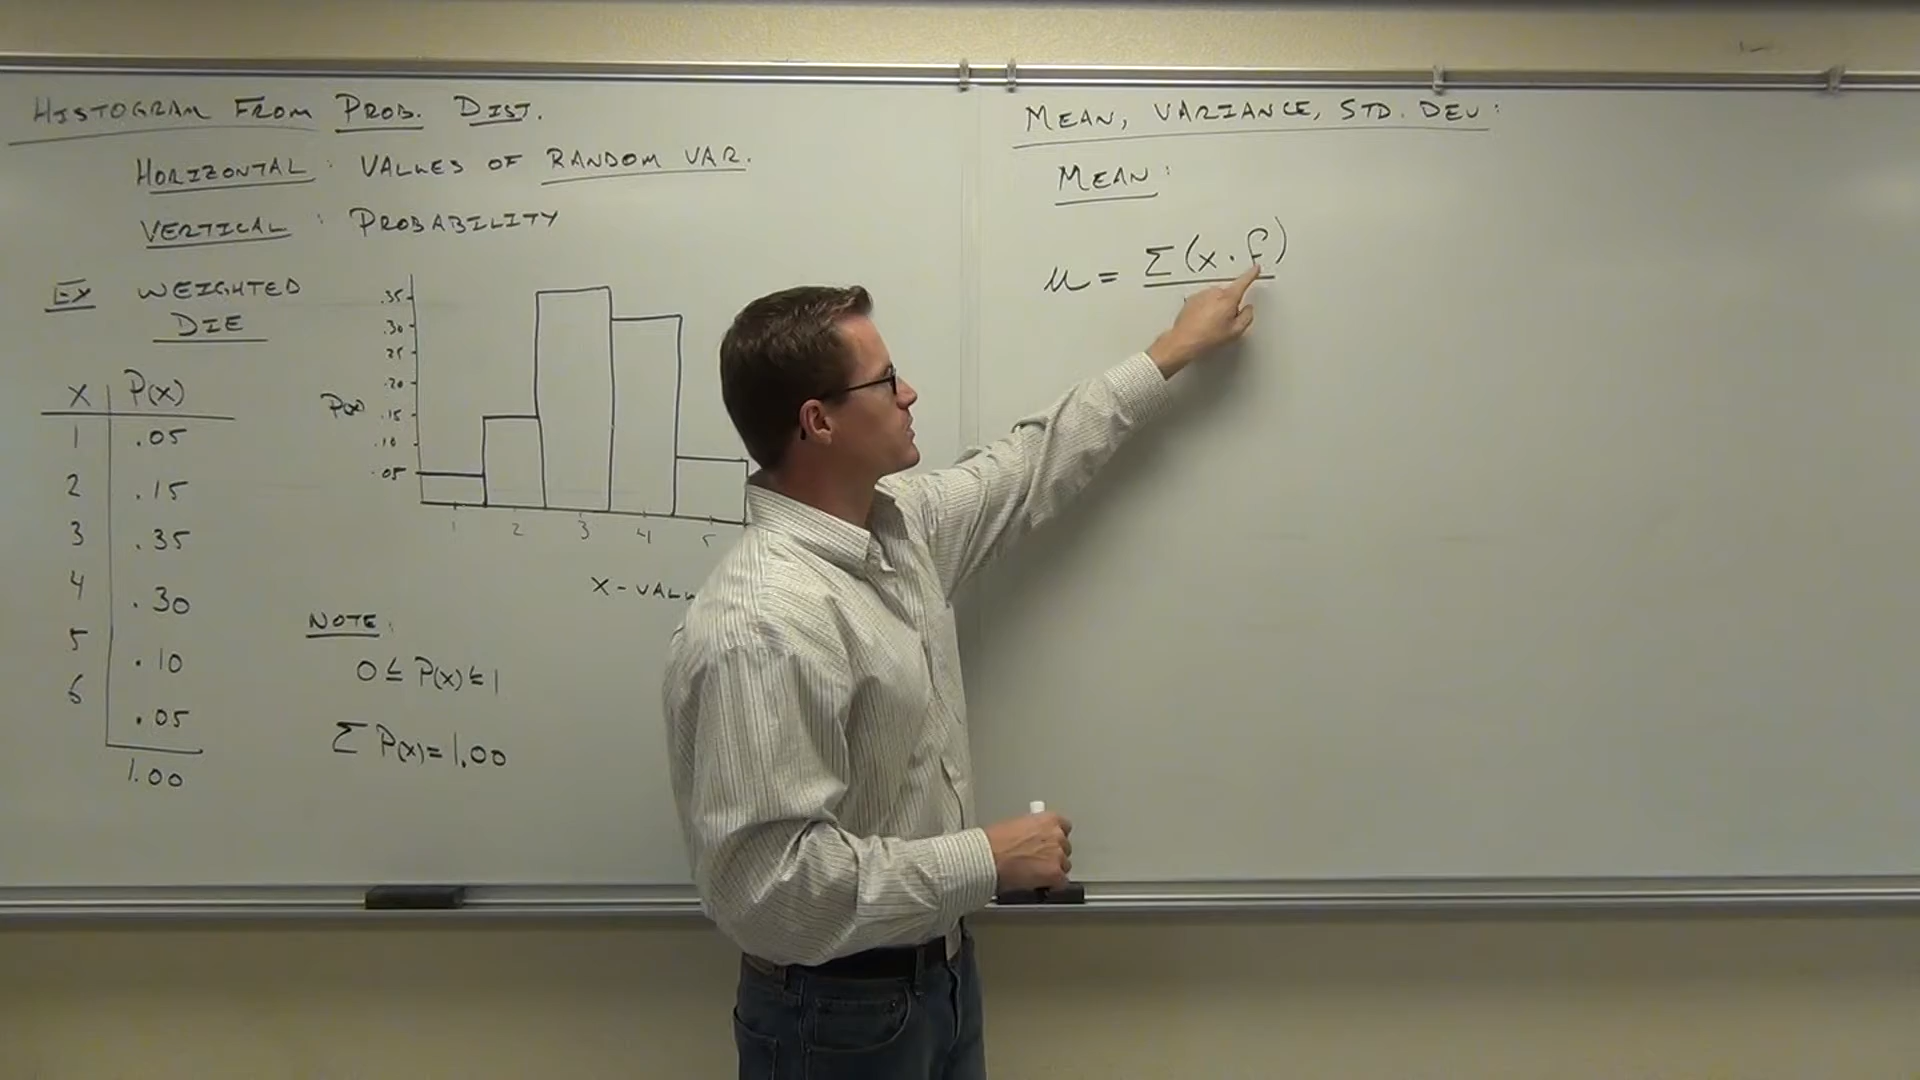 HISTOGRAM FROM PROB. DIST.
HORIZONTAL: VALUES OF RANDOM VAR.
VERTICAL: PROBABILITY
EX WEIGHTED
DIE
X P(x)
1 .05
2 .15
3 .35
4 .30
5 .10
6 .05
1.00
.35
.30
.25
.20
.15
.10
.05
P(x)
1 2 3 4 5
X-VALU
NOTE:
0 ≤ P(x) ≤ 1
Σ P(x) = 1.00
MEAN, VARIANCE, STD. DEV:
MEAN:
μ = Σ(x · f)